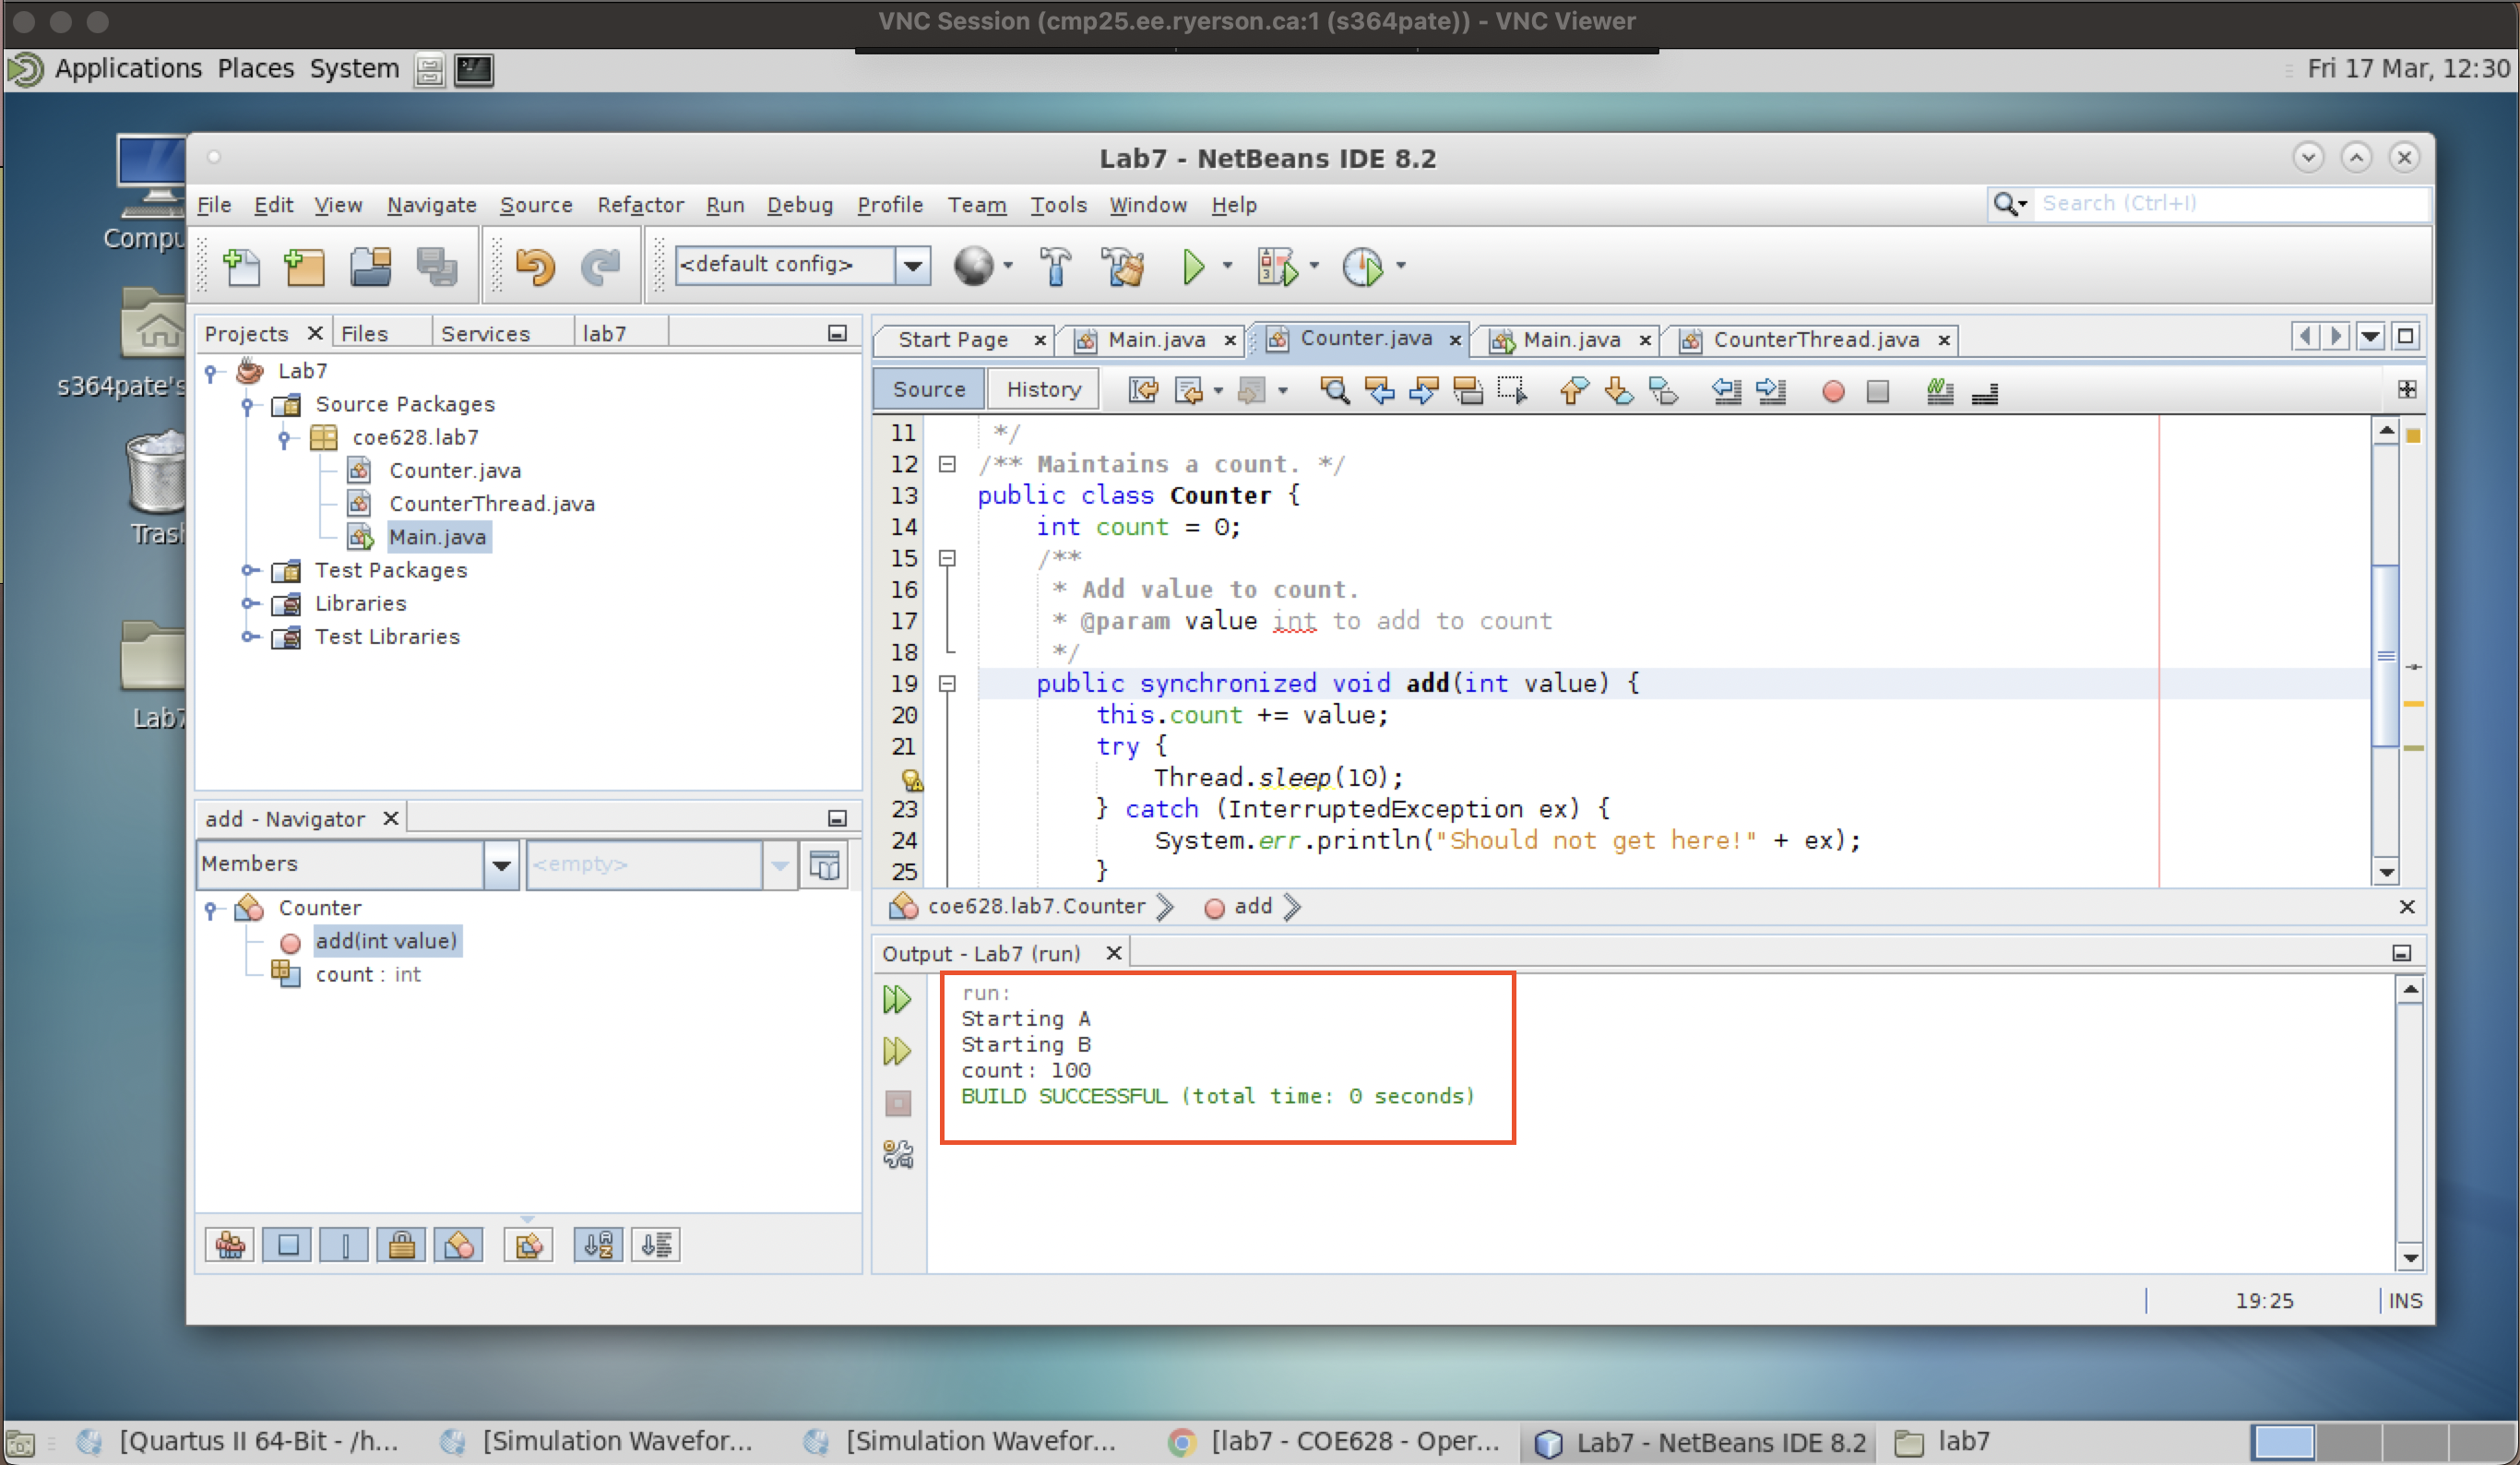 VNC Session (cmp25.ee.ryerson.ca:1 (s364pate)) - VNC Viewer
Applications Places System
Fri 17 Mar, 12:30
Compu
s364pate's
Trash
Lab7
Lab7 - NetBeans IDE 8.2
File Edit View Navigate Source Refactor Run Debug Profile Team Tools Window Help
Search (Ctrl+I)
<default config>
Projects Files Services lab7
Lab7
Source Packages
coe628.lab7
Counter.java
CounterThread.java
Main.java
Test Packages
Libraries
Test Libraries
add - Navigator
Members <empty>
Counter
add(int value)
count : int
Start Page Main.java Counter.java Main.java CounterThread.java
Source History
11 */
12 /** Maintains a count. */
13 public class Counter {
14 int count = 0;
15 /**
16 * Add value to count.
17 * @param value int to add to count
18 */
19 public synchronized void add(int value) {
20 this.count += value;
21 try {
Thread.sleep(10);
23 } catch (InterruptedException ex) {
24 System.err.println("Should not get here!" + ex);
25 }
coe628.lab7.Counter add
Output - Lab7 (run)
run:
Starting A
Starting B
count: 100
BUILD SUCCESSFUL (total time: 0 seconds)
19:25 INS
[Quartus II 64-Bit - /h... [Simulation Wavefor... [Simulation Wavefor... [lab7 - COE628 - Oper... Lab7 - NetBeans IDE 8.2 lab7